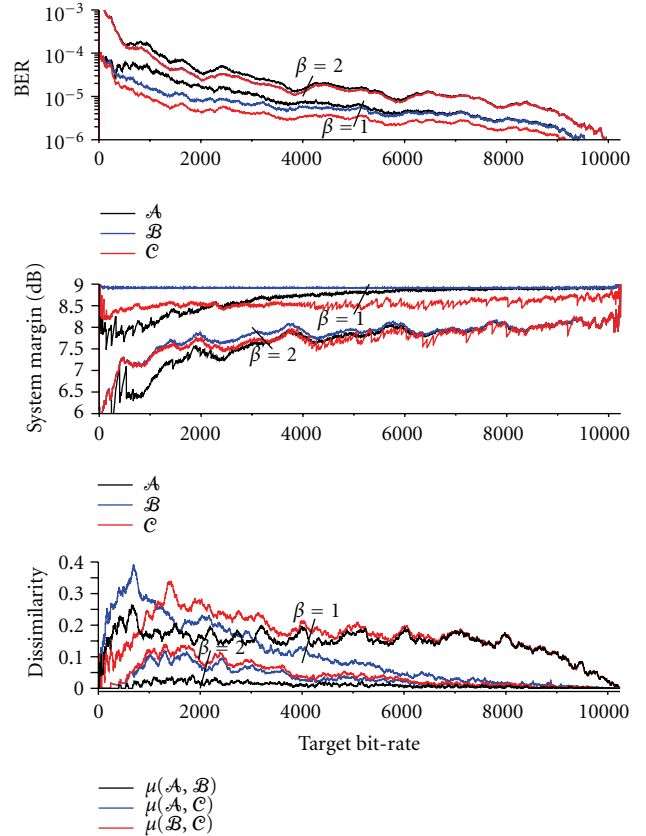 10⁻³
10⁻⁴
10⁻⁵
10⁻⁶
BER
β = 2
β = 1
0 2000 4000 6000 8000 10000
𝒜
ℬ
𝒞
9
8.5
8
7.5
7
6.5
6
System margin (dB)
β = 1
β = 2
0 2000 4000 6000 8000 10000
𝒜
ℬ
𝒞
0.4
0.3
0.2
0.1
0
Dissimilarity
β = 1
β = 2
0 2000 4000 6000 8000 10000
Target bit-rate
μ(𝒜, ℬ)
μ(𝒜, 𝒞)
μ(ℬ, 𝒞)